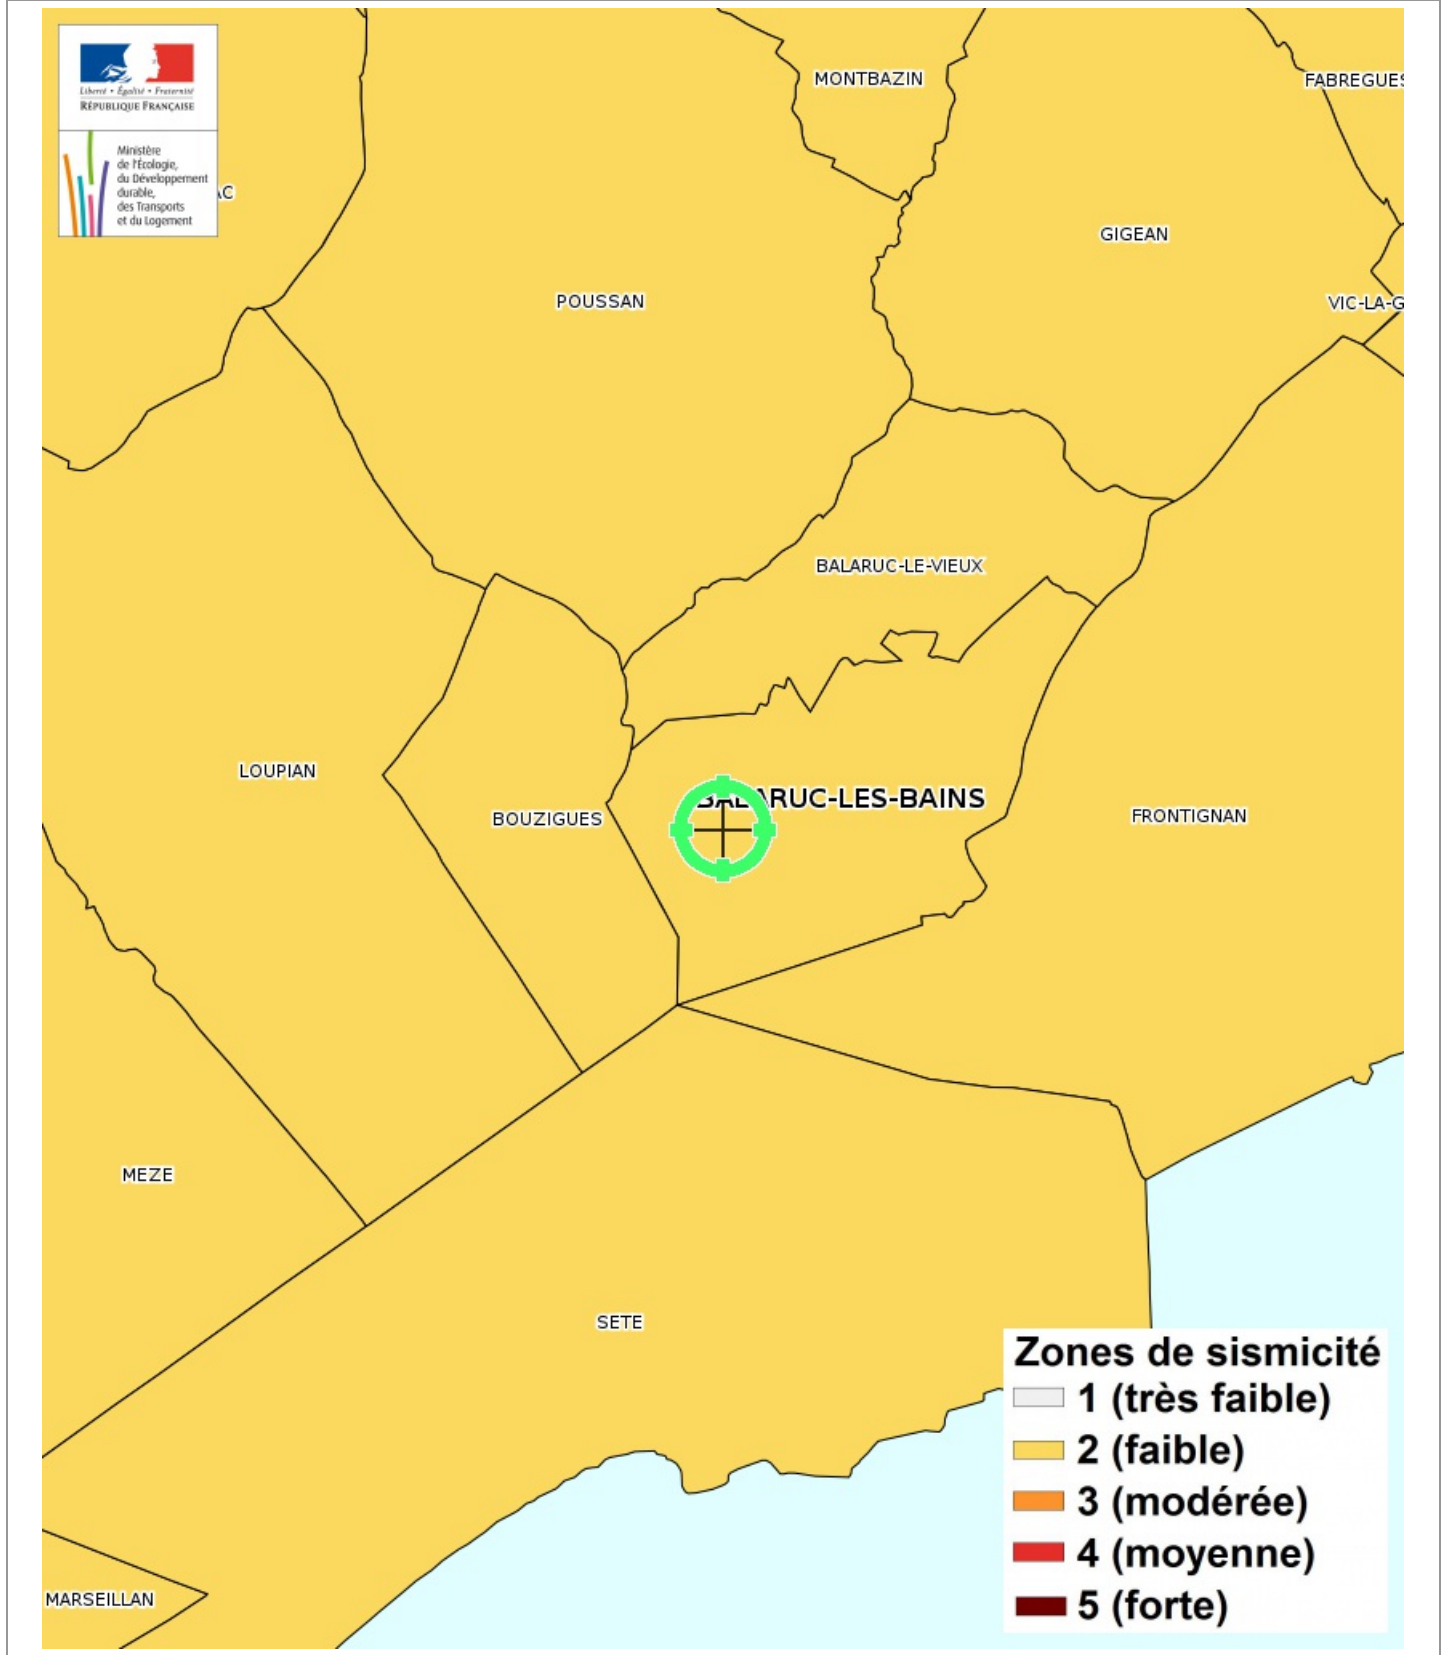 MONTBAZIN
FABREGUES
Liberté • Égalité • Fraternité
RÉPUBLIQUE FRANÇAISE
Ministère
de l'Écologie,
du Développement
durable,
des Transports
et du Logement
AC
GIGEAN
POUSSAN
VIC-LA-G
BALARUC-LE-VIEUX
LOUPIAN
BALARUC-LES-BAINS
BOUZIGUES
FRONTIGNAN
MEZE
SETE
Zones de sismicité
1 (très faible)
2 (faible)
3 (modérée)
4 (moyenne)
5 (forte)
MARSEILLAN